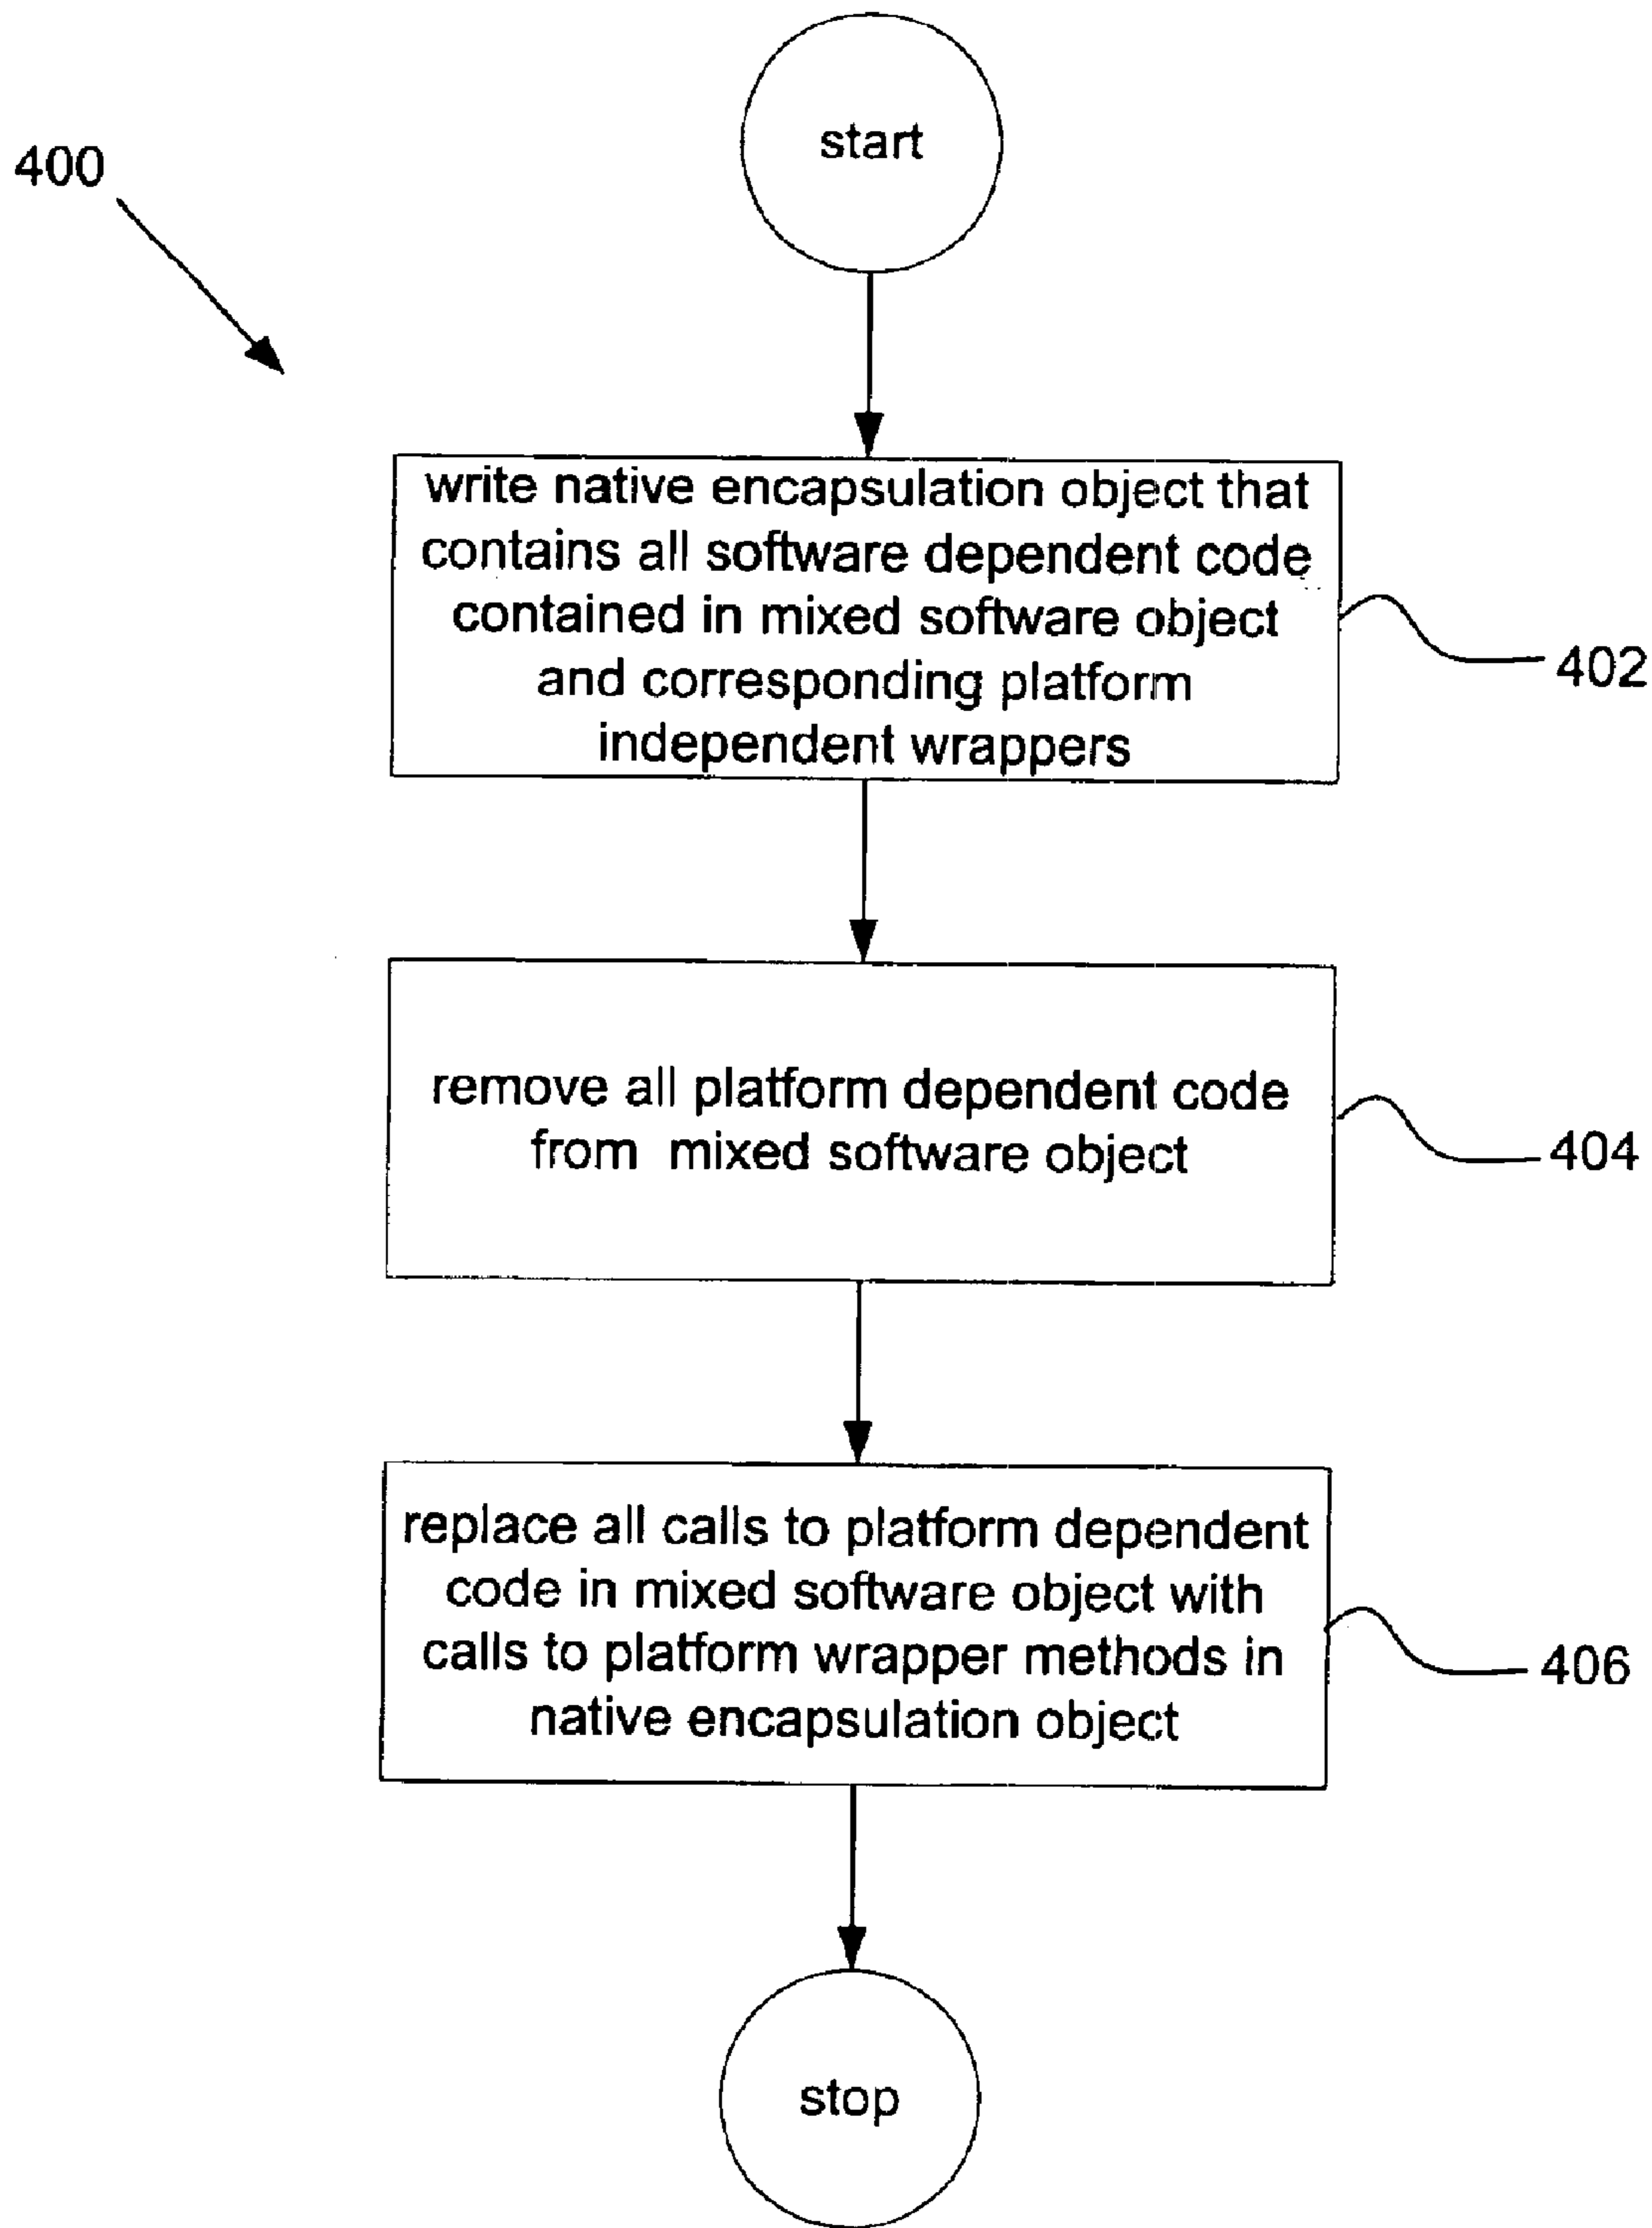 start
400
write native encapsulation object that
contains all software dependent code
contained in mixed software object
and corresponding platform
independent wrappers
402
remove all platform dependent code
from mixed software object
404
replace all calls to platform dependent
code in mixed software object with
calls to platform wrapper methods in
native encapsulation object
406
stop